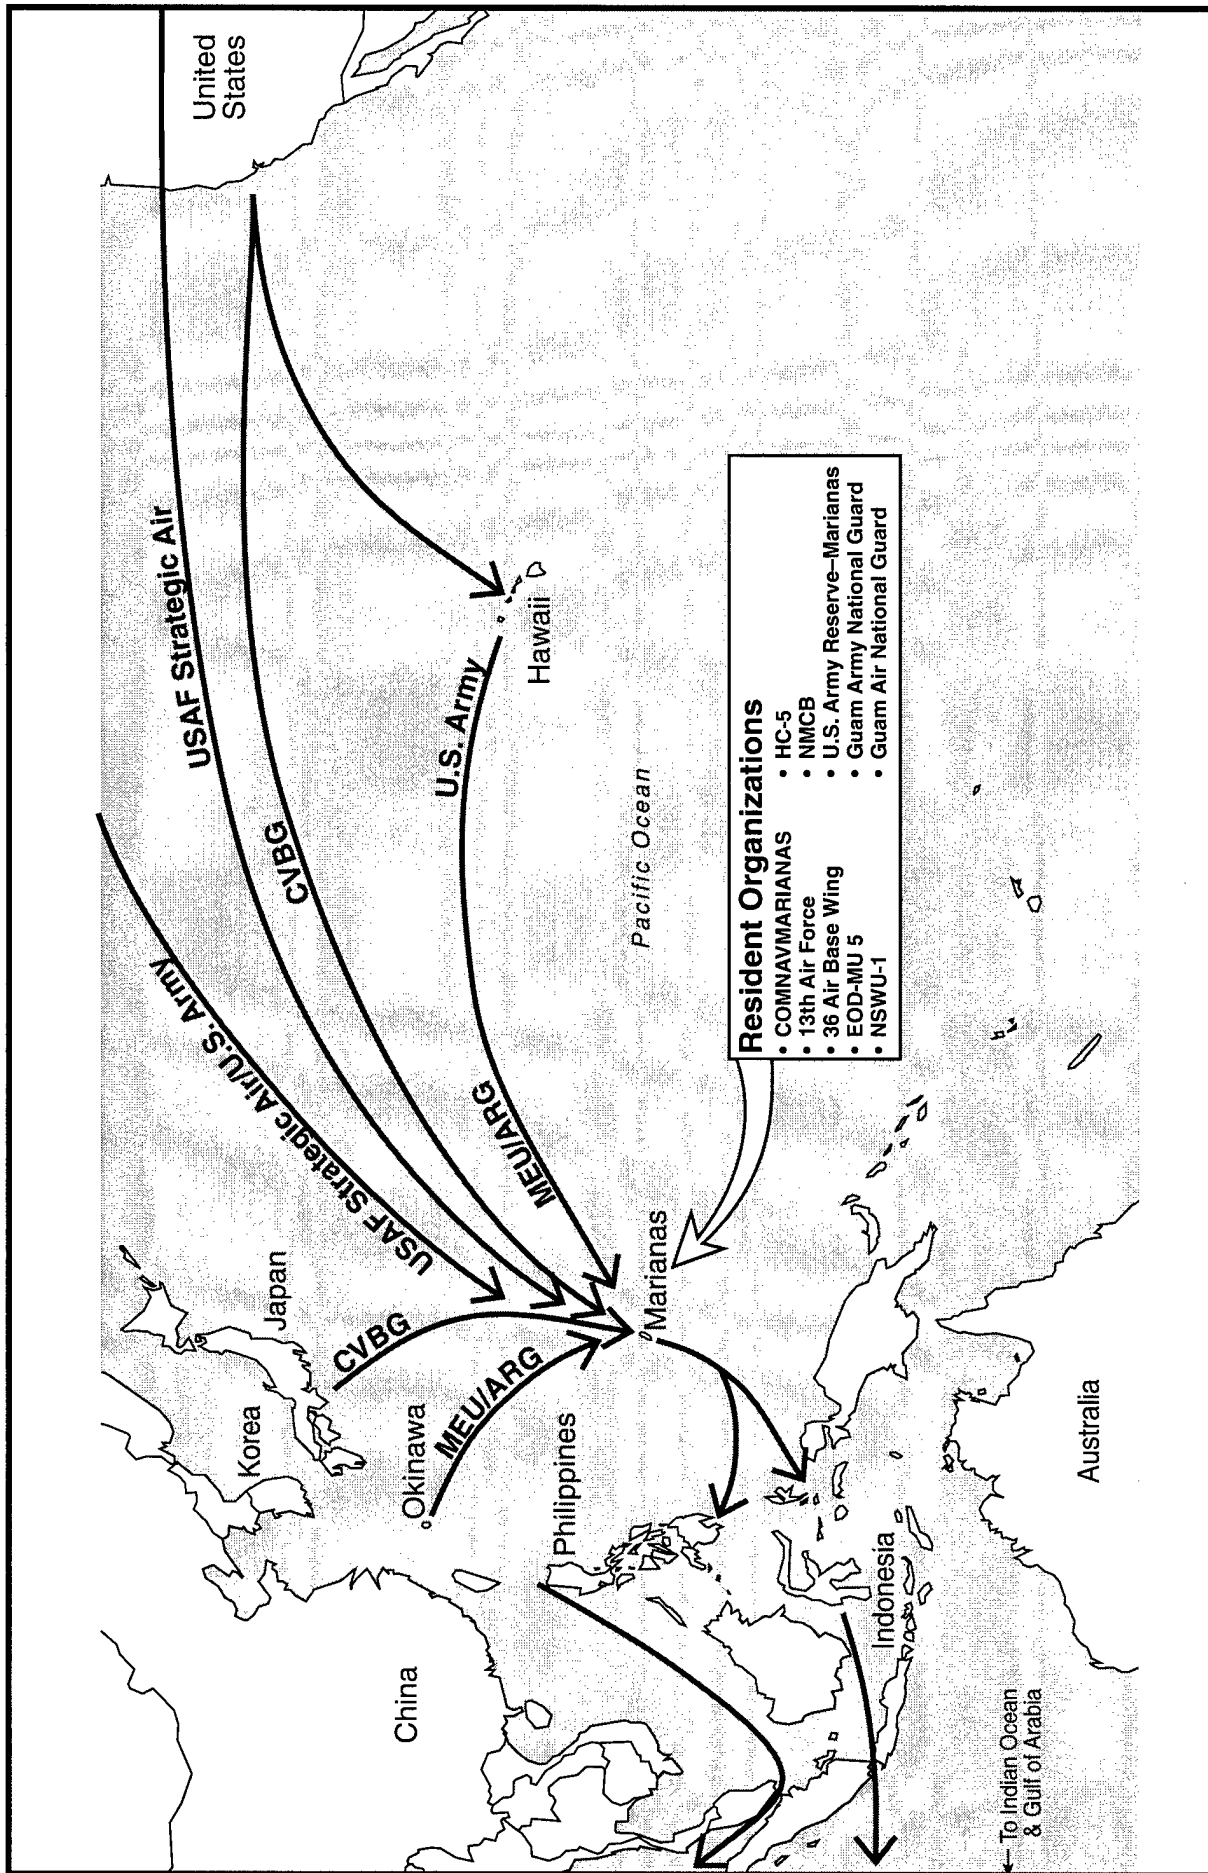 United
States
USAF Strategic Air
CVBG
USAF Strategic Air/U.S. Army
U.S. Army
MEU/ARG
Hawaii
Japan
CVBG
Korea
Okinawa
MEU/ARG
China
Philippines
Marianas
Pacific Ocean
Resident Organizations
• COMNAVMARIANAS
• 13th Air Force
• 36 Air Base Wing
• EOD-MU 5
• NSWU-1
• HC-5
• NMCB
• U.S. Army Reserve–Marianas
• Guam Army National Guard
• Guam Air National Guard
Indonesia
Australia
← To Indian Ocean
& Gulf of Arabia